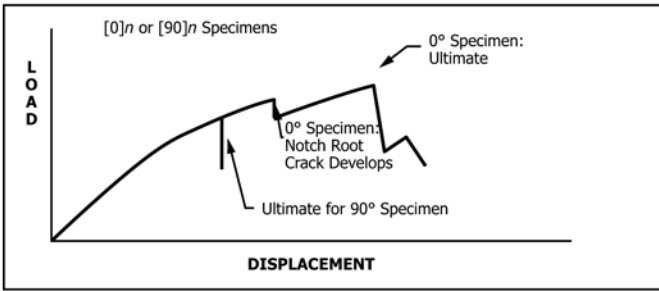 [0]n or [90]n Specimens
0° Specimen:
Ultimate
L
O
A
D
0° Specimen:
Notch Root
Crack Develops
Ultimate for 90° Specimen
DISPLACEMENT